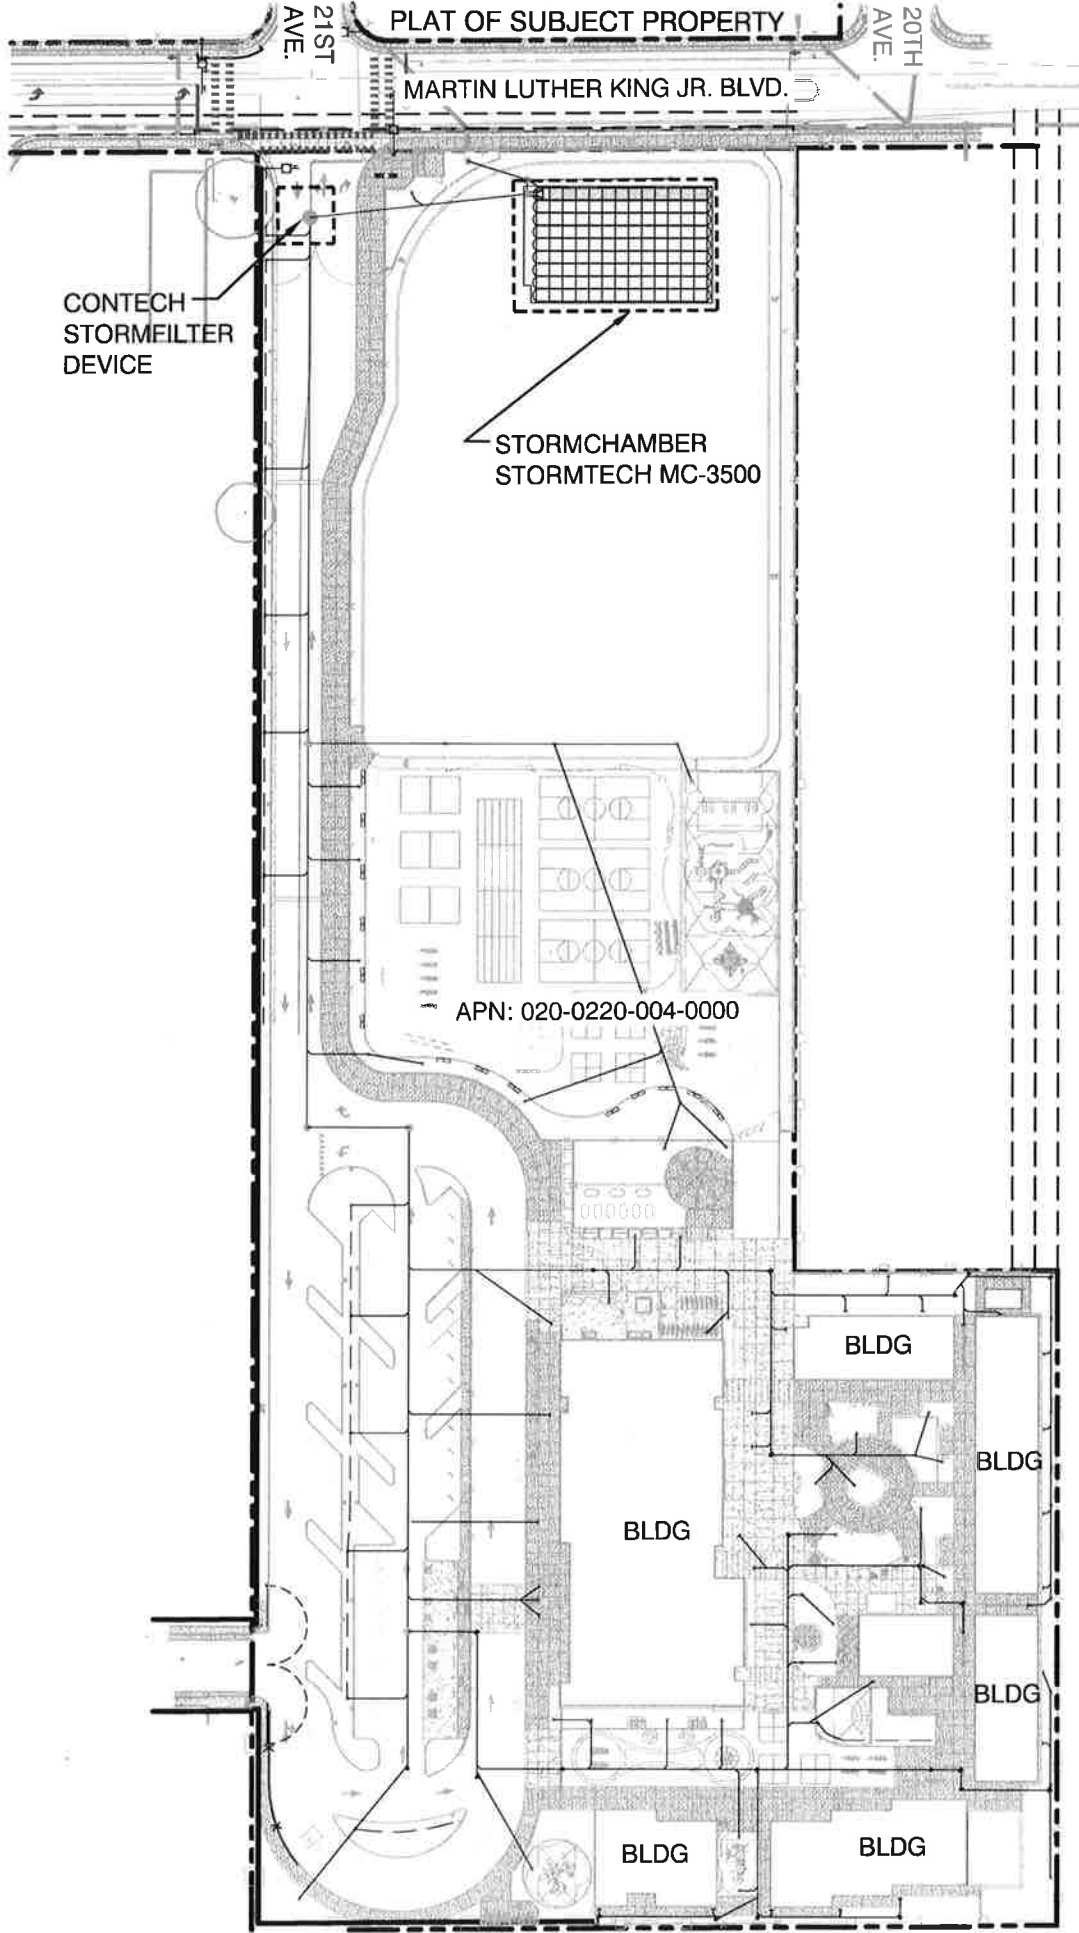 PLAT OF SUBJECT PROPERTY
21ST
AVE.
20TH
AVE.
MARTIN LUTHER KING JR. BLVD.
CONTECH
STORMFILTER
DEVICE
STORMCHAMBER
STORMTECH MC-3500
APN: 020-0220-004-0000
BLDG
BLDG
BLDG
BLDG
BLDG
BLDG